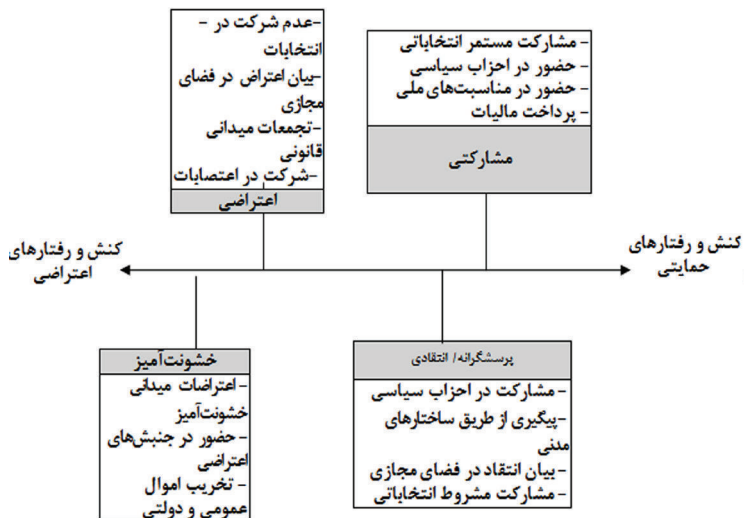 - مشارکت مستمر انتخاباتی
- حضور در احزاب سیاسی
- حضور در مناسبت‌های ملی
- پرداخت مالیات
مشارکتی
-عدم شرکت در -
انتخابات
-بیان اعتراض در فضای
مجازی
-تجمعات میدانی
قانونی
-شرکت در اعتصابات
اعتراضی
کنش و رفتارهای
حمایتی
کنش و رفتارهای
اعتراضی
پرسشگرانه/ انتقادی
- مشارکت در احزاب سیاسی
-پیگیری از طریق ساختارهای
مدنی
-بیان انتقاد در فضای مجازی
- مشارکت مشروط انتخاباتی
خشونت‌آمیز
- اعتراضات میدانی
خشونت‌آمیز
- حضور در جنبش‌های
اعتراضی
- تخریب اموال
عمومی و دولتی